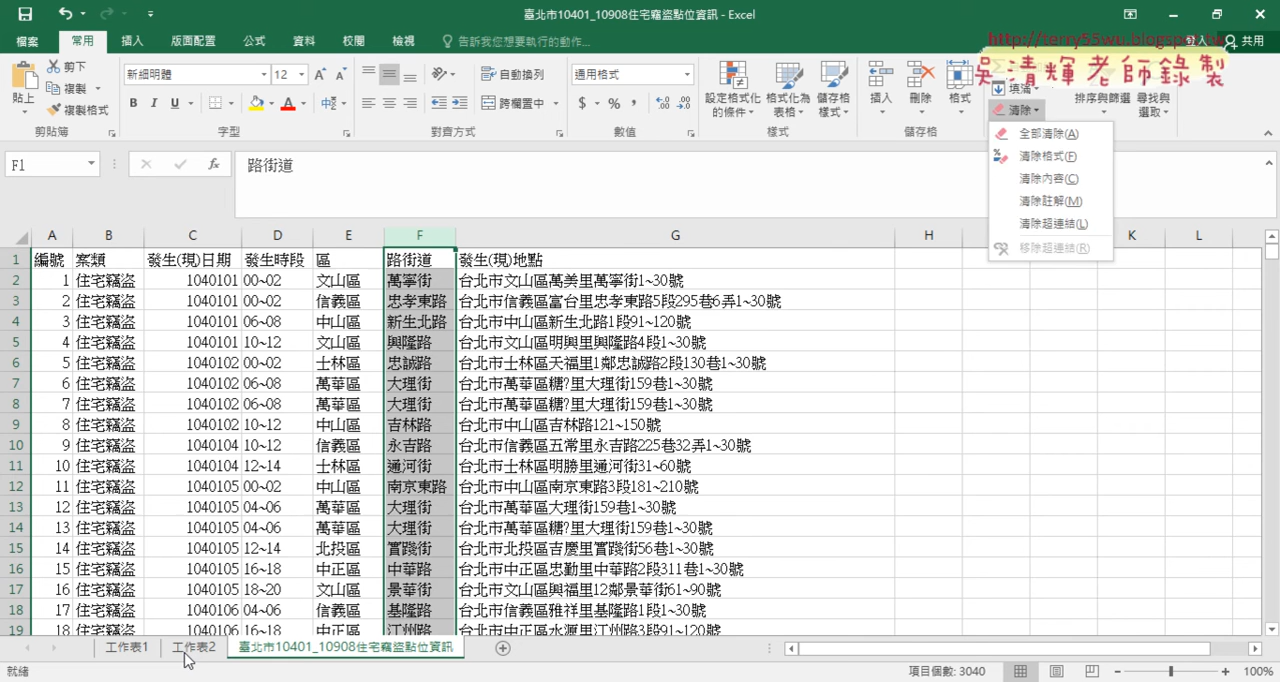 臺北市10401_10908住宅竊盜點位資訊 - Excel
檔案 常用 插入 版面配置 公式 資料 校閱 檢視 告訴我您想要執行的動作... 登入 共用
http://terry55wu.blogspot.tw
吳清輝老師錄製
貼上 剪下 複製 複製格式 剪貼簿
新細明體 12 B I U 字型
自動換列 跨欄置中 對齊方式
通用格式 $ % , 數值
設定格式化的條件 格式化為表格 儲存格樣式 樣式
插入 刪除 格式 儲存格
填滿 清除 排序與篩選 尋找與選取
全部清除(A)
清除格式(F)
清除內容(C)
清除註解(M)
清除超連結(L)
移除超連結(R)
F1 fx 路街道
A B C D E F G H K L
1 編號 案類 發生(現)日期 發生時段 區 路街道 發生(現)地點
2 1 住宅竊盜 1040101 00~02 文山區 萬寧街 台北市文山區萬美里萬寧街1~30號
3 2 住宅竊盜 1040101 00~02 信義區 忠孝東路 台北市信義區富台里忠孝東路5段295巷6弄1~30號
4 3 住宅竊盜 1040101 06~08 中山區 新生北路 台北市中山區新生北路1段91~120號
5 4 住宅竊盜 1040101 10~12 文山區 興隆路 台北市文山區明興里興隆路4段1~30號
6 5 住宅竊盜 1040102 00~02 士林區 忠誠路 台北市士林區天福里1鄰忠誠路2段130巷1~30號
7 6 住宅竊盜 1040102 06~08 萬華區 大理街 台北市萬華區糖?里大理街159巷1~30號
8 7 住宅竊盜 1040102 06~08 萬華區 大理街 台北市萬華區糖?里大理街159巷1~30號
9 8 住宅竊盜 1040102 10~12 中山區 吉林路 台北市中山區吉林路121~150號
10 9 住宅竊盜 1040104 10~12 信義區 永吉路 台北市信義區五常里永吉路225巷32弄1~30號
11 10 住宅竊盜 1040104 12~14 士林區 通河街 台北市士林區明勝里通河街31~60號
12 11 住宅竊盜 1040105 00~02 中山區 南京東路 台北市中山區南京東路3段181~210號
13 12 住宅竊盜 1040105 04~06 萬華區 大理街 台北市萬華區大理街159巷1~30號
14 13 住宅竊盜 1040105 04~06 萬華區 大理街 台北市萬華區糖?里大理街159巷1~30號
15 14 住宅竊盜 1040105 12~14 北投區 實踐街 台北市北投區吉慶里實踐街56巷1~30號
16 15 住宅竊盜 1040105 16~18 中正區 中華路 台北市中正區忠勤里中華路2段311巷1~30號
17 16 住宅竊盜 1040105 18~20 文山區 景華街 台北市文山區興福里12鄰景華街61~90號
18 17 住宅竊盜 1040106 04~06 信義區 基隆路 台北市信義區雅祥里基隆路1段1~30號
19 18 住宅竊盜 1040106 16~18 中正區 汀州路 台北市中正區水源里汀州路3段91~120號
工作表1 工作表2 臺北市10401_10908住宅竊盜點位資訊
就緒 項目個數: 3040 100%